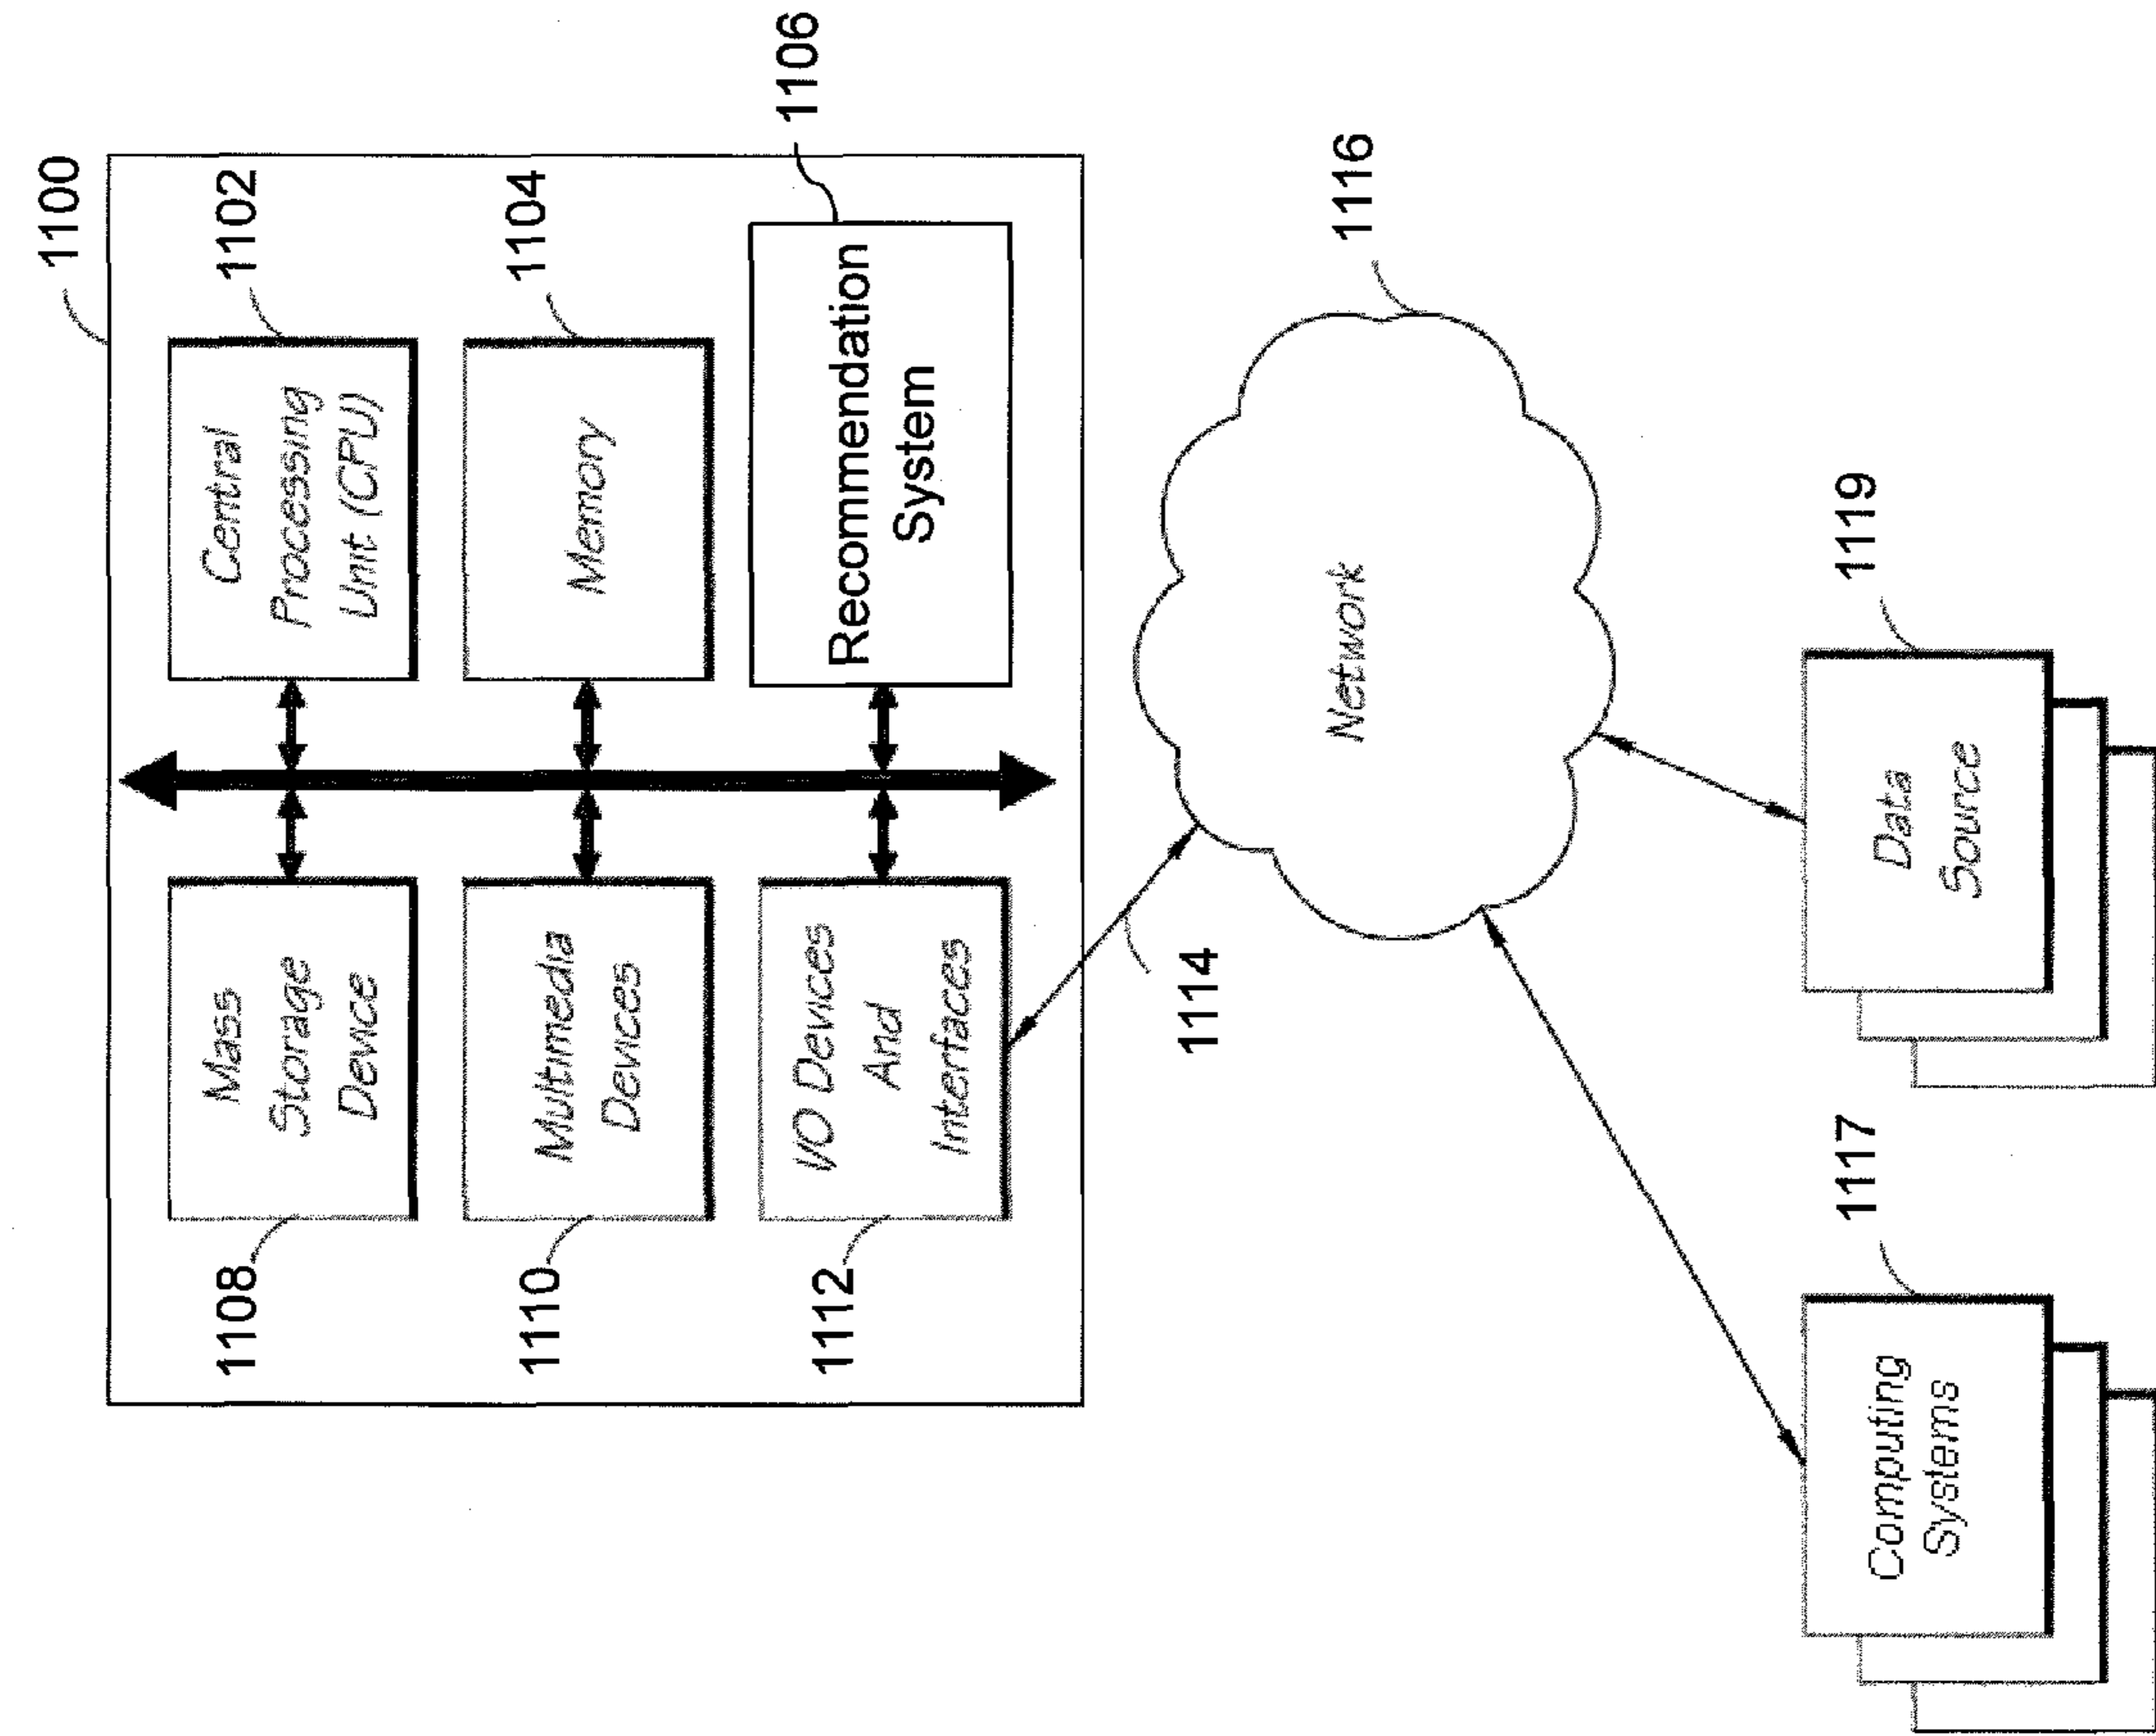 1100
1108
Mass
Storage
Device
Central
Processing
Unit (CPU)
1102
1110
Multimedia
Devices
Memory
1104
1112
I/O Devices
And
Interfaces
Recommendation
System
1106
1114
Network
1116
1117
Computing
Systems
Data
Source
1119